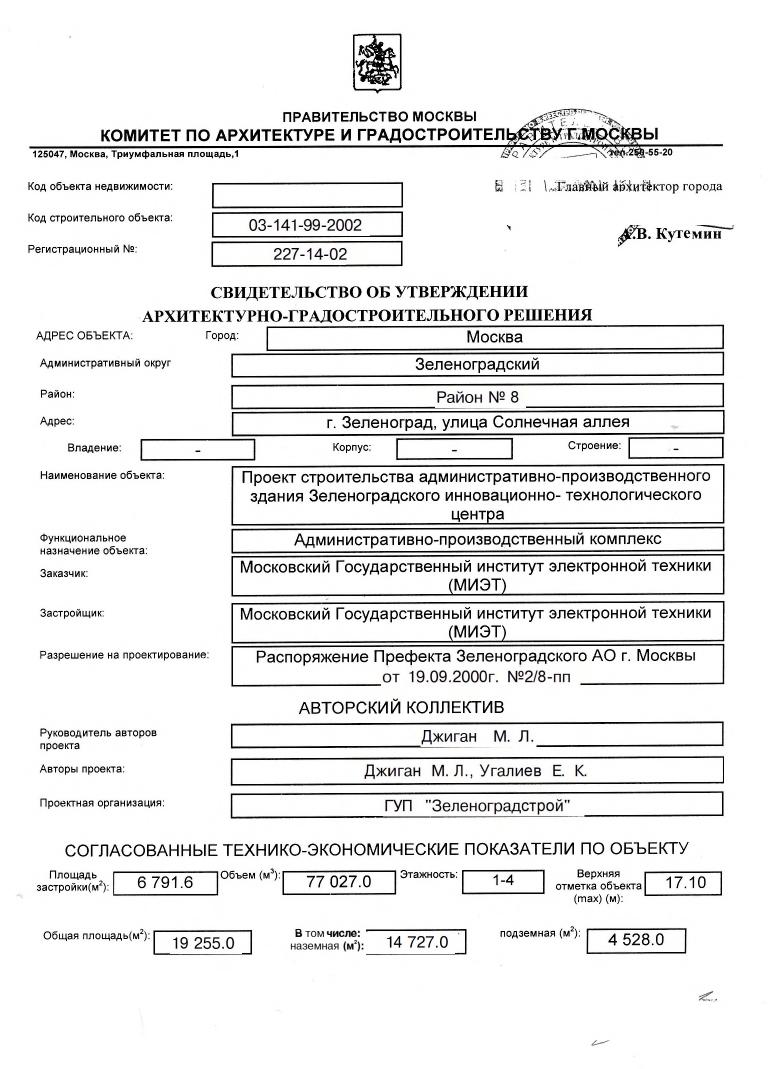 ПРАВИТЕЛЬСТВО МОСКВЫ
КОМИТЕТ ПО АРХИТЕКТУРЕ И ГРАДОСТРОИТЕЛЬСТВУ Г.МОСКВЫ
125047, Москва, Триумфальная площадь,1 тел.250-55-20
Главный архитектор города
А.В. Кутемин
Код объекта недвижимости:
Код строительного объекта: 03-141-99-2002
Регистрационный №: 227-14-02
СВИДЕТЕЛЬСТВО ОБ УТВЕРЖДЕНИИ
АРХИТЕКТУРНО-ГРАДОСТРОИТЕЛЬНОГО РЕШЕНИЯ
АДРЕС ОБЪЕКТА: Город: Москва
Административный округ Зеленоградский
Район: Район № 8
Адрес: г. Зеленоград, улица Солнечная аллея
Владение: - Корпус: - Строение: -
Наименование объекта: Проект строительства административно-производственного
здания Зеленоградского инновационно- технологического
центра
Функциональное
назначение объекта: Административно-производственный комплекс
Заказчик: Московский Государственный институт электронной техники
(МИЭТ)
Застройщик: Московский Государственный институт электронной техники
(МИЭТ)
Разрешение на проектирование: Распоряжение Префекта Зеленоградского АО г. Москвы
от 19.09.2000г. №2/8-пп
АВТОРСКИЙ КОЛЛЕКТИВ
Руководитель авторов
проекта Джиган М. Л.
Авторы проекта: Джиган М. Л., Угалиев Е. К.
Проектная организация: ГУП "Зеленоградстрой"
СОГЛАСОВАННЫЕ ТЕХНИКО-ЭКОНОМИЧЕСКИЕ ПОКАЗАТЕЛИ ПО ОБЪЕКТУ
Площадь
застройки(м²): 6 791.6 Объем (м³): 77 027.0 Этажность: 1-4 Верхняя
отметка объекта
(max) (м): 17.10
Общая площадь(м²): 19 255.0 В том числе:
наземная (м²): 14 727.0 подземная (м²): 4 528.0